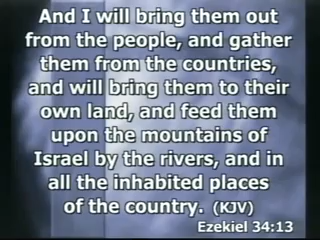 And I will bring them out
from the people, and gather
them from the countries,
and will bring them to their
own land, and feed them
upon the mountains of
Israel by the rivers, and in
all the inhabited places
of the country. (KJV)
Ezekiel 34:13